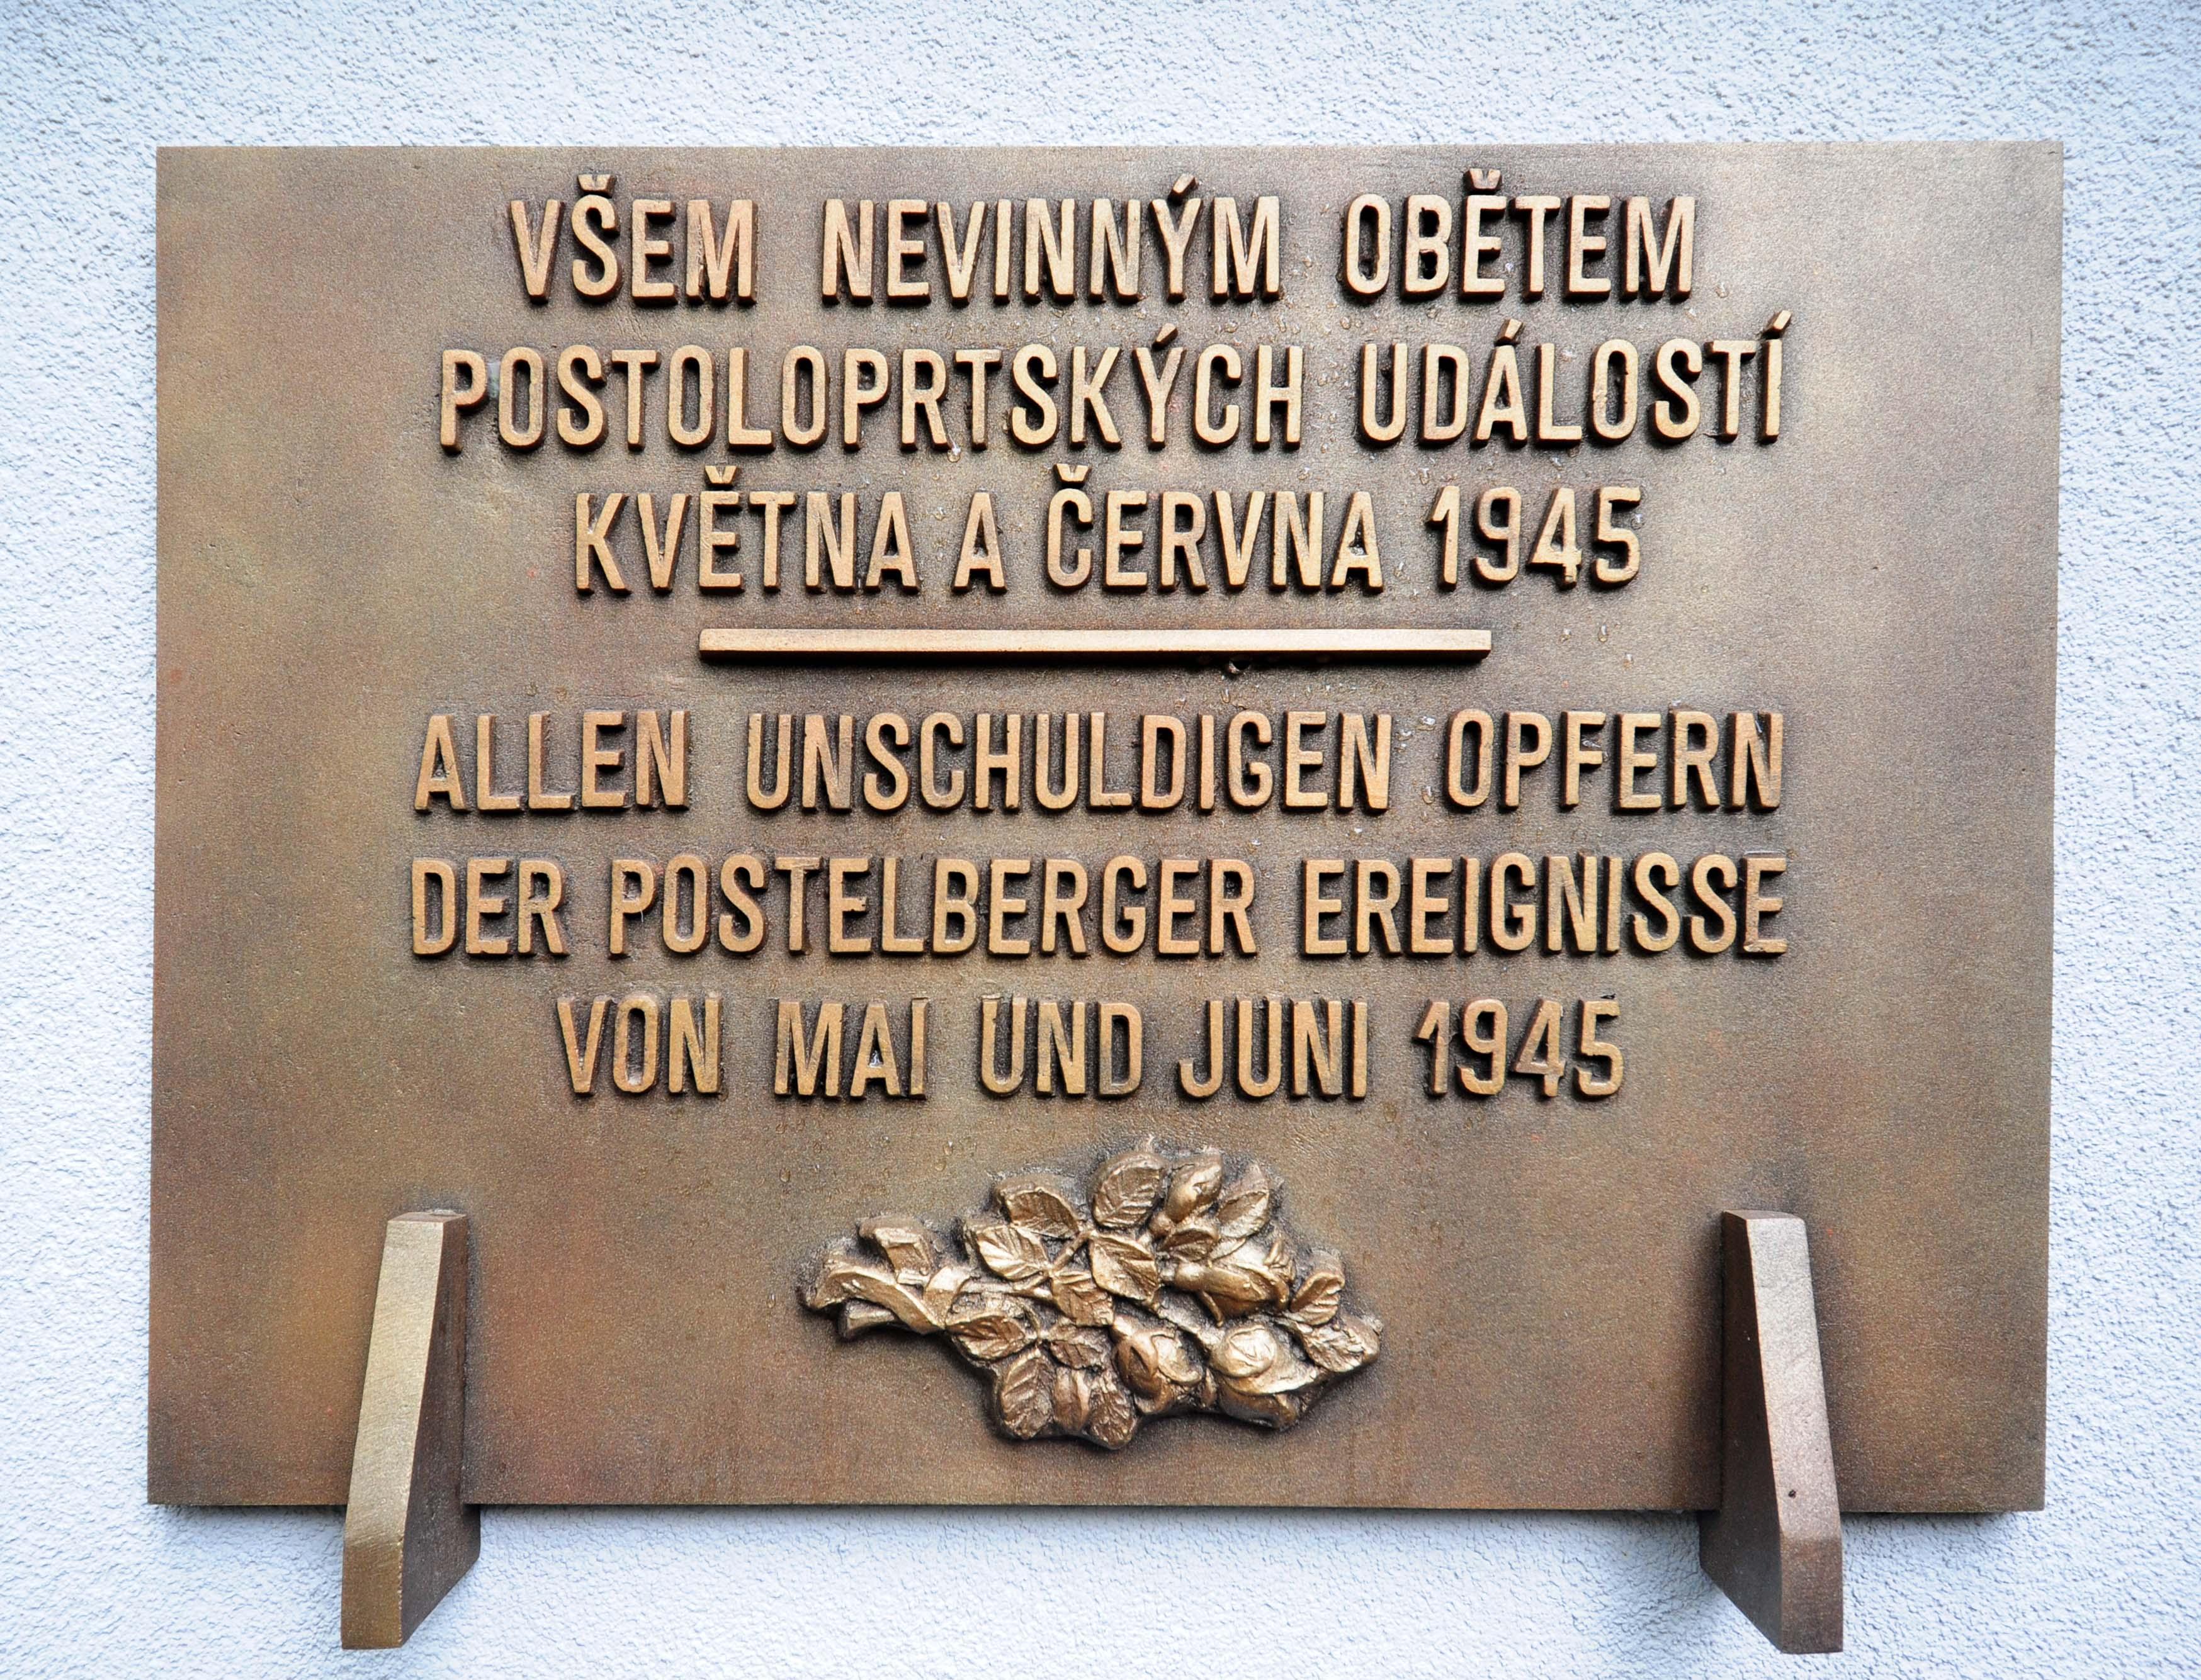 VŠEM NEVINNÝM OBĚTEM
POSTOLOPRTSKÝCH UDÁLOSTÍ
KVĚTNA A ČERVNA 1945
ALLEN UNSCHULDIGEN OPFERN
DER POSTELBERGER EREIGNISSE
VON MAI UND JUNI 1945